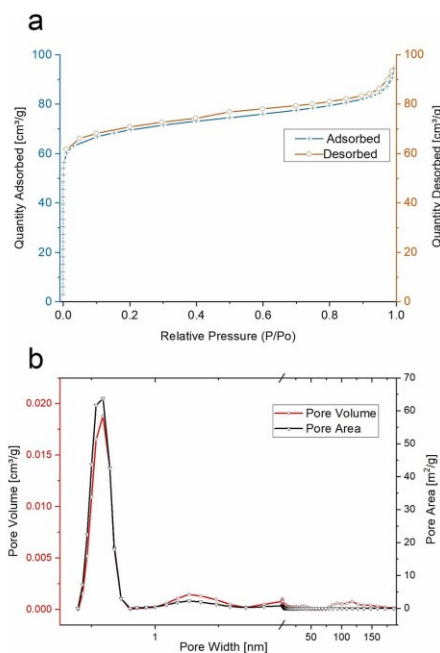 a
100
80
60
40
20
0
Quantity Adsorbed [cm³/g]
Adsorbed
Desorbed
100
80
60
40
20
0
Quantity Desorbed [cm³/g]
0.0
0.2
0.4
0.6
0.8
1.0
Relative Pressure (P/Po)
b
0.020
0.015
0.010
0.005
0.000
Pore Volume [cm³/g]
Pore Volume
Pore Area
70
60
50
40
30
20
10
0
Pore Area [m²/g]
1
50
100
150
Pore Width [nm]